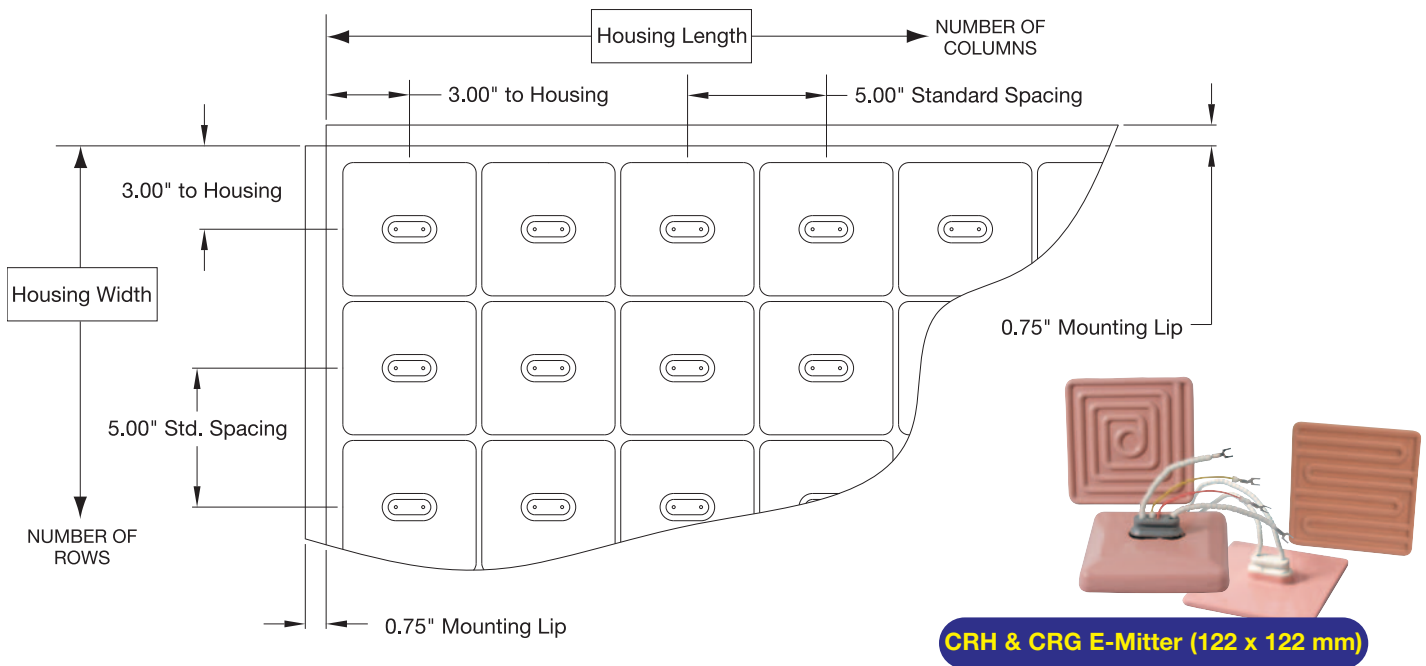 Housing Length
NUMBER OF
COLUMNS
3.00" to Housing
5.00" Standard Spacing
3.00" to Housing
Housing Width
0.75" Mounting Lip
5.00" Std. Spacing
NUMBER OF
ROWS
0.75" Mounting Lip
CRH & CRG E-Mitter (122 x 122 mm)